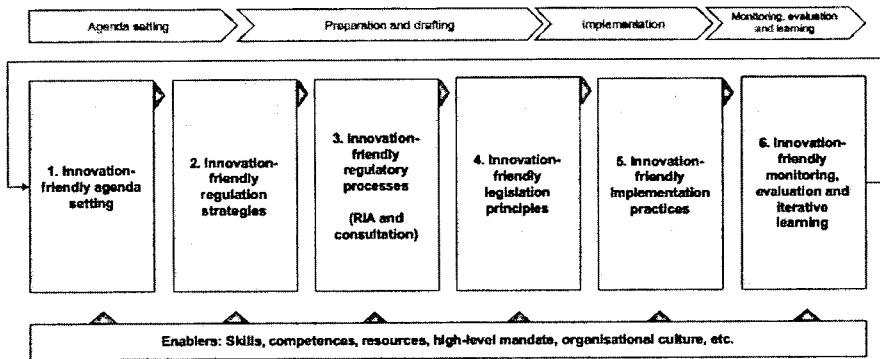 Agenda setting
Preparation and drafting
Implementation
Monitoring, evaluation
and learning
1. Innovation-
friendly agenda
setting
2. Innovation-
friendly
regulation
strategies
3. Innovation-
friendly
regulatory
processes
(RIA and
consultation)
4. Innovation-
friendly
legislation
principles
5. Innovation-
friendly
implementation
practices
6. Innovation-
friendly
monitoring,
evaluation and
iterative
learning
Enablers: Skills, competences, resources, high-level mandate, organisational culture, etc.